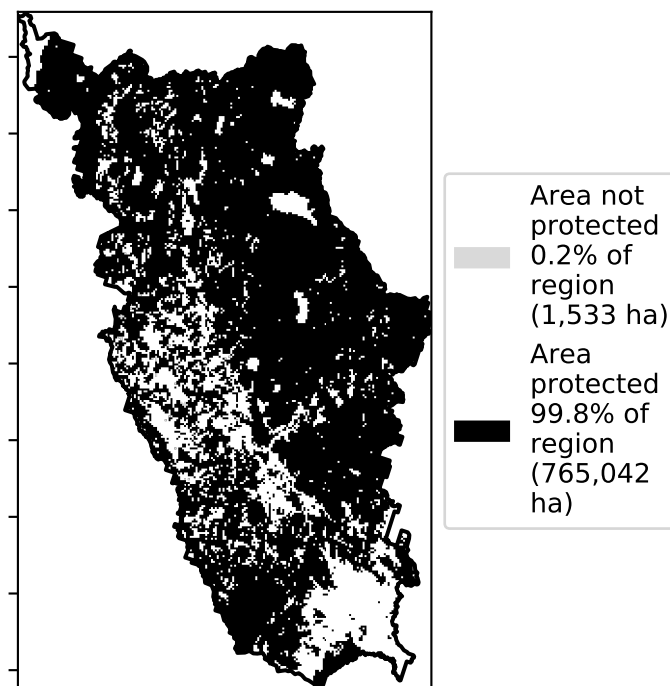 Area not
protected
0.2% of
region
(1,533 ha)
Area
protected
99.8% of
region
(765,042
ha)